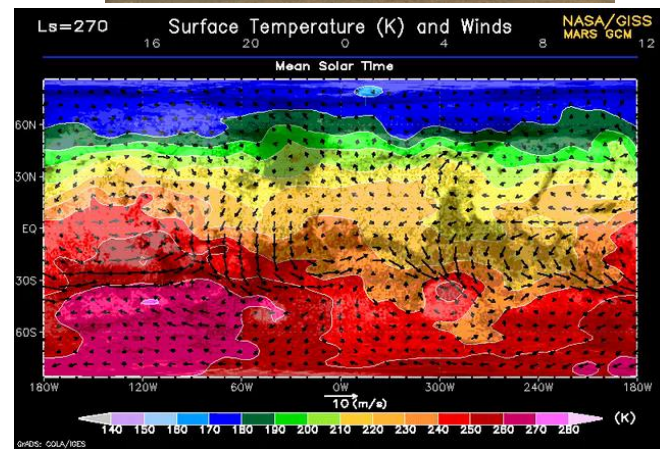 Ls=270 Surface Temperature (K) and Winds NASA/GISS
MARS GCM
16 20 0 4 8 12
Mean Solar Time
60N
30N
EQ
30S
60S
180W 120W 60W 0W 300W 240W 180W
10 (m/s)
140 150 160 170 180 190 200 210 220 230 240 250 260 270 280 (K)
GrADS: COLA/IGES